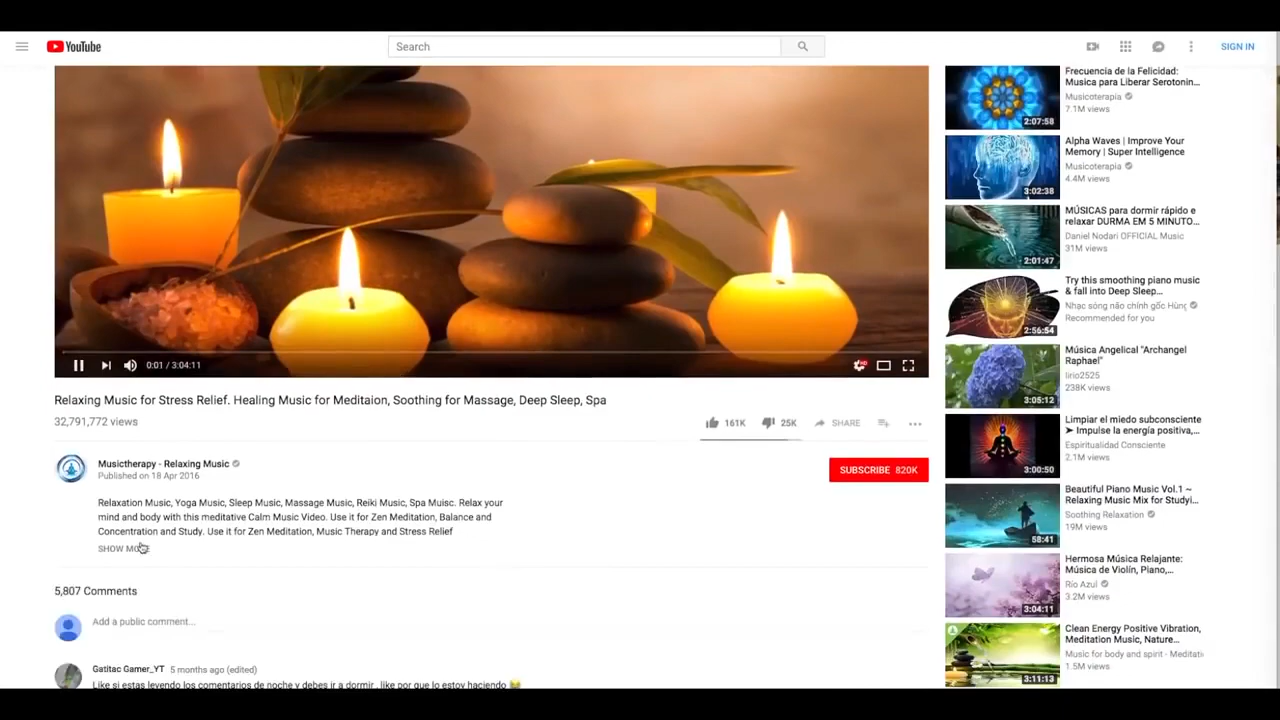 YouTube
Search
SIGN IN
0:01 / 3:04:11
HD
Relaxing Music for Stress Relief. Healing Music for Meditaion, Soothing for Massage, Deep Sleep, Spa
32,791,772 views
161K
25K
SHARE
Musictherapy - Relaxing Music
Published on 18 Apr 2016
SUBSCRIBE 820K
Relaxation Music, Yoga Music, Sleep Music, Massage Music, Reiki Music, Spa Muisc. Relax your
mind and body with this meditative Calm Music Video. Use it for Zen Meditation, Balance and
Concentration and Study. Use it for Zen Meditation, Music Therapy and Stress Relief
SHOW MORE
5,807 Comments
Add a public comment...
Gatitac Gamer_YT 5 months ago (edited)
Like si estas leyendo los comentarios de noche y debes ir a dormir , like por que lo estoy haciendo 😂
Frecuencia de la Felicidad:
Musica para Liberar Serotonin...
Musicoterapia
7.1M views
2:07:58
Alpha Waves | Improve Your
Memory | Super Intelligence
Musicoterapia
4.4M views
3:02:38
MÚSICAS para dormir rápido e
relaxar DURMA EM 5 MINUTO...
Daniel Nodari OFFICIAL Music
31M views
2:01:47
Try this smoothing piano music
& fall into Deep Sleep...
Nhạc sóng não chính gốc Hùng
Recommended for you
2:56:54
Música Angelical "Archangel
Raphael"
lirio2525
238K views
3:05:12
Limpiar el miedo subconsciente
➤ Impulse la energía positiva,...
Espiritualidad Consciente
2.1M views
3:00:50
Beautiful Piano Music Vol.1 ~
Relaxing Music Mix for Studyi...
Soothing Relaxation
19M views
58:41
Hermosa Música Relajante:
Música de Violín, Piano,...
Río Azul
3.2M views
3:04:11
Clean Energy Positive Vibration,
Meditation Music, Nature...
Music for body and spirit - Meditati
1.5M views
3:11:13